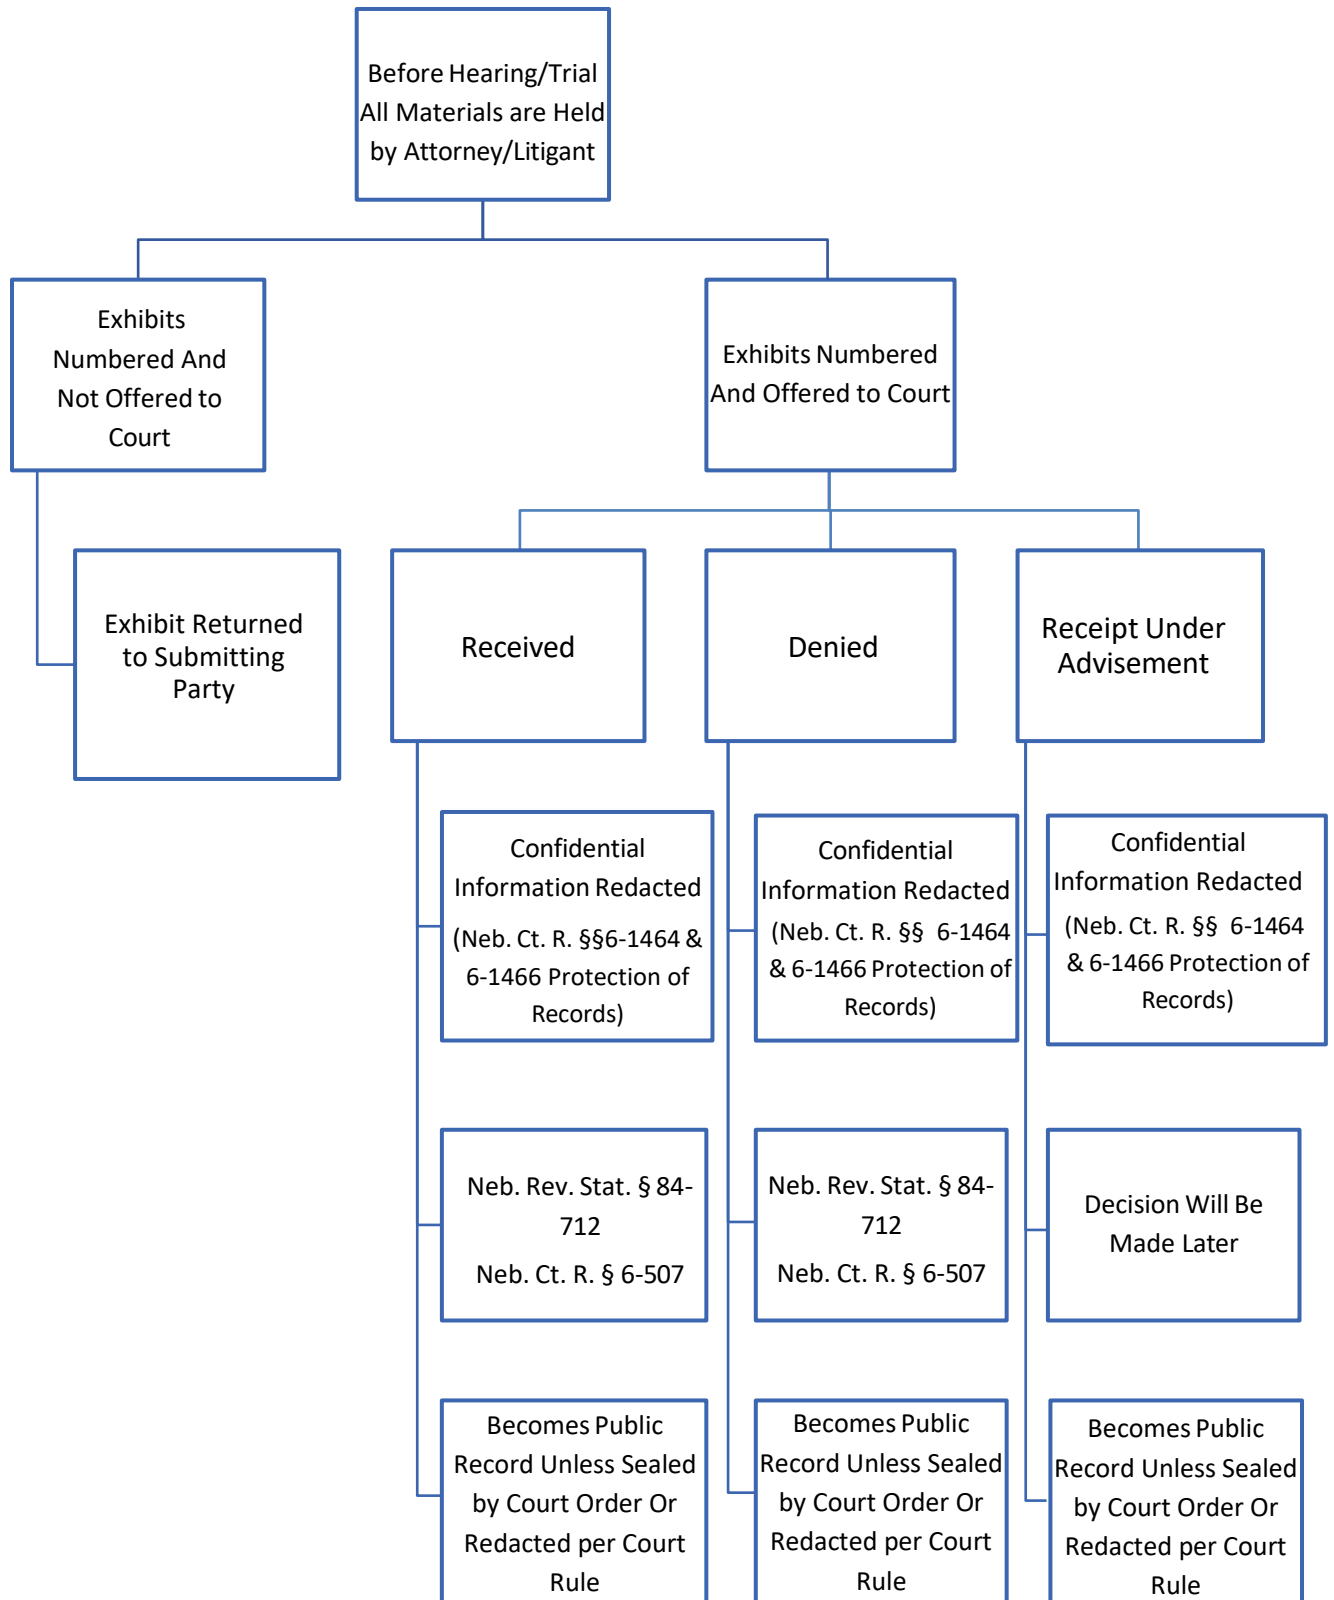 Before Hearing/Trial
All Materials are Held
by Attorney/Litigant
Exhibits
Numbered And
Not Offered to
Court
Exhibits Numbered
And Offered to Court
Exhibit Returned
to Submitting
Party
Received
Denied
Receipt Under
Advisement
Confidential
Information Redacted
(Neb. Ct. R. §§6-1464 &
6-1466 Protection of
Records)
Confidential
Information Redacted
(Neb. Ct. R. §§ 6-1464
& 6-1466 Protection of
Records)
Confidential
Information Redacted
(Neb. Ct. R. §§ 6-1464
& 6-1466 Protection of
Records)
Neb. Rev. Stat. § 84-
712
Neb. Ct. R. § 6-507
Neb. Rev. Stat. § 84-
712
Neb. Ct. R. § 6-507
Decision Will Be
Made Later
Becomes Public
Record Unless Sealed
by Court Order Or
Redacted per Court
Rule
Becomes Public
Record Unless Sealed
by Court Order Or
Redacted per Court
Rule
Becomes Public
Record Unless Sealed
by Court Order Or
Redacted per Court
Rule